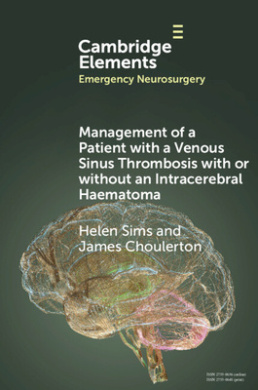 Cambridge
Elements
Emergency Neurosurgery
Management of a
Patient with a Venous
Sinus Thrombosis with or
without an Intracerebral
Haematoma
Helen Sims and
James Choulerton